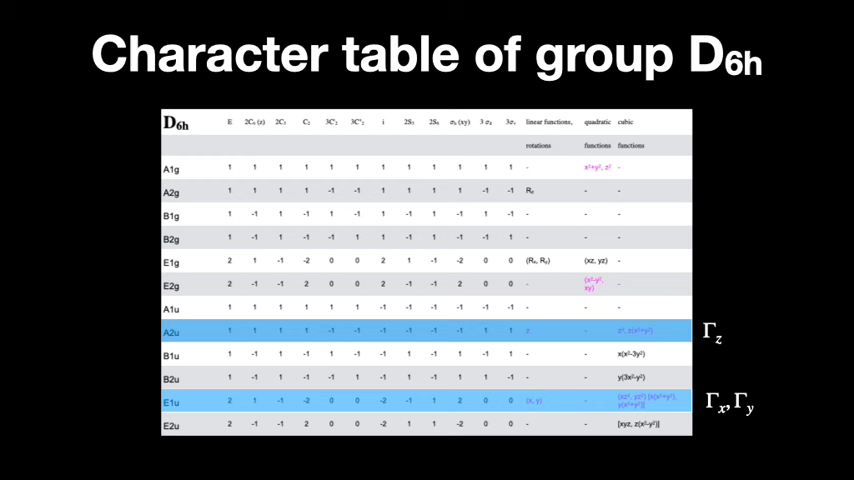 Character table of group D6h
D6h E 2C6 (z) 2C3 C2 3C'2 3C''2 i 2S3 2S6 σh (xy) 3 σd 3σv linear functions, quadratic cubic
rotations functions functions
A1g 1 1 1 1 1 1 1 1 1 1 1 1 - x²+y², z² -
A2g 1 1 1 1 -1 -1 1 1 1 1 -1 -1 Rz - -
B1g 1 -1 1 -1 1 -1 1 -1 1 -1 1 -1 - - -
B2g 1 -1 1 -1 -1 1 1 -1 1 -1 -1 1 - - -
E1g 2 1 -1 -2 0 0 2 1 -1 -2 0 0 (Rx, Ry) (xz, yz) -
E2g 2 -1 -1 2 0 0 2 -1 -1 2 0 0 - (x²-y², xy) -
A1u 1 1 1 1 1 1 -1 -1 -1 -1 -1 -1 - - -
A2u 1 1 1 1 -1 -1 -1 -1 -1 -1 1 1 z - z³, z(x²+y²)
Γz
B1u 1 -1 1 -1 1 -1 -1 1 -1 1 -1 1 - - x(x²-3y²)
B2u 1 -1 1 -1 -1 1 -1 1 -1 1 1 -1 - - y(3x²-y²)
E1u 2 1 -1 -2 0 0 -2 -1 1 2 0 0 (x, y) - (xz², yz²) [x(x²+y²), y(x²+y²)]
Γx, Γy
E2u 2 -1 -1 2 0 0 -2 1 1 -2 0 0 - - [xyz, z(x²-y²)]